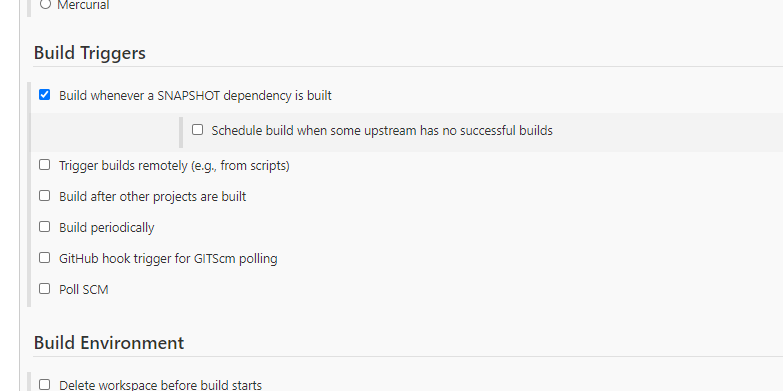 Mercurial
Build Triggers
Build whenever a SNAPSHOT dependency is built
Schedule build when some upstream has no successful builds
Trigger builds remotely (e.g., from scripts)
Build after other projects are built
Build periodically
GitHub hook trigger for GITScm polling
Poll SCM
Build Environment
Delete workspace before build starts